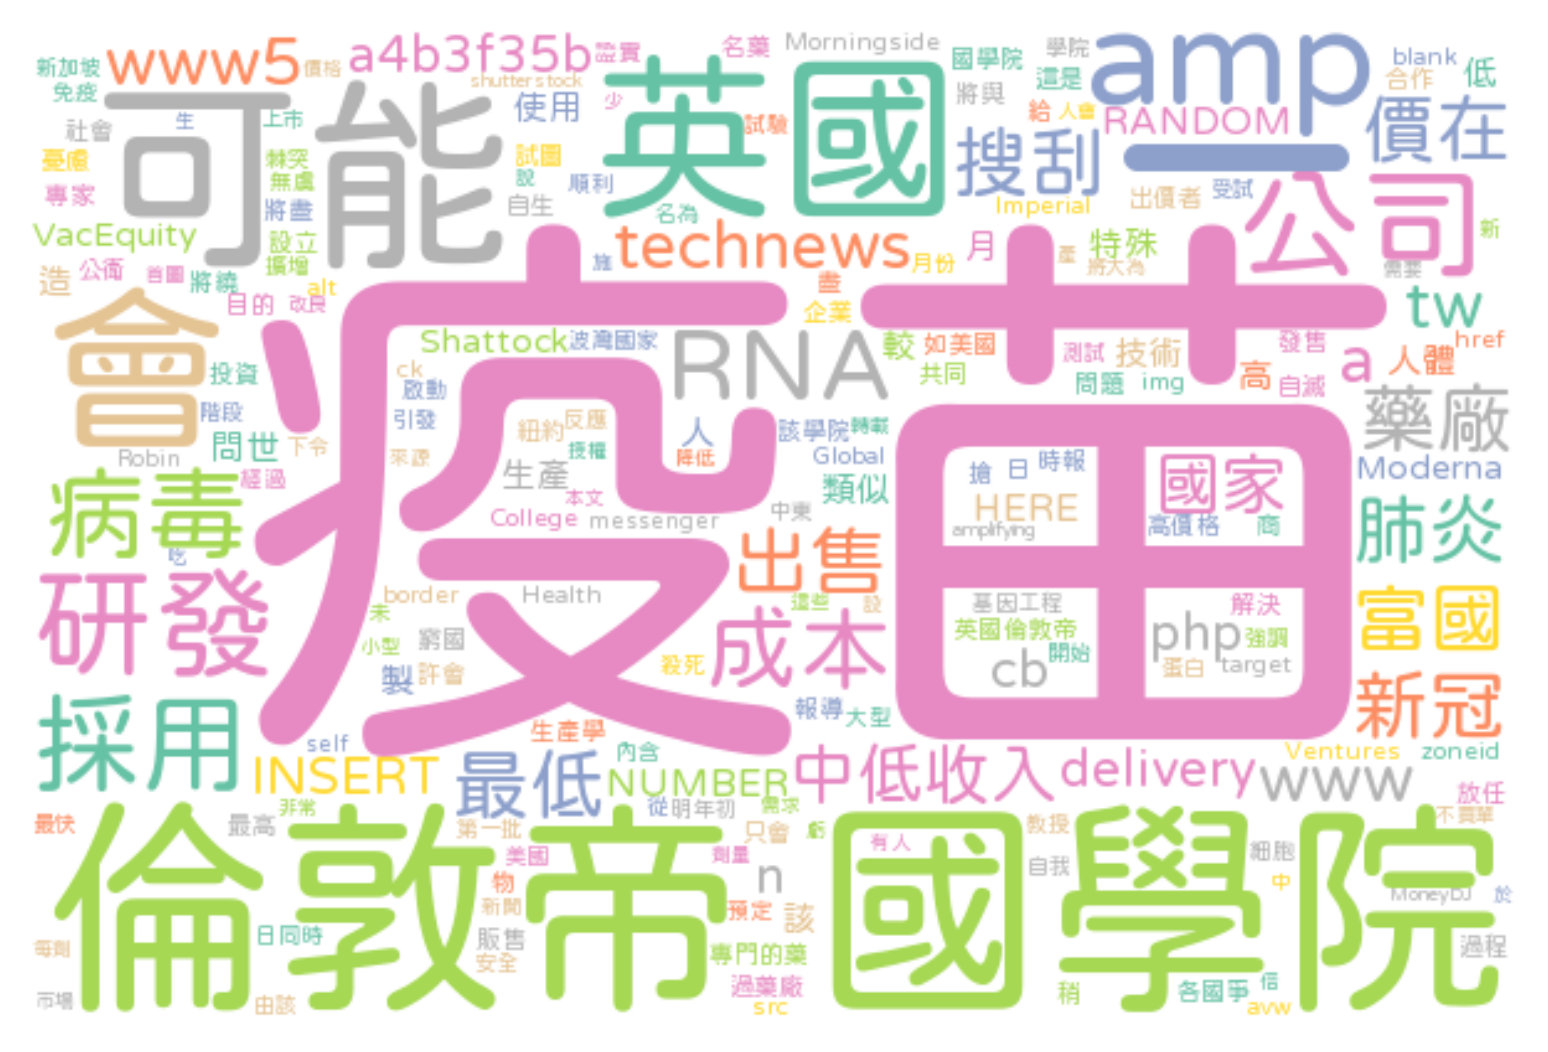 新加坡 www5 價格 a4b3f35b 證實 名藥 Morningside 國學院 學院 amp blank 低
免疫 shutterstock 少 將與 這是 合作
可能 使用 英國 試驗 搜刮 給 人會 RANDOM 價在
社會 生 上市 一
憂慮 棘突 試圖
專家 無虞 說 順利 出價者 受試 公司
將盡 自生 名為 Imperial
VacEquity 設立 施 technews 月份 月 特殊 新
擴增 產 將大為 需要
造 公衛 首圖 將繞 alt 盡
目的 改良 企業 tw
會 疫苗 Shattock 波灣國家 RNA 較 如美國 測試 技術 發售 href
投資 ck 共同 問題 img 高 自滅 a 人體
階段 啟動 藥廠
引發 紐約 反應 人 該學院 轉載
問世 下令 授權
Robin 來源 降低 Global 搶 日 時報 國家 Moderna
經過 生產 類似
病毒 本文 HERE
College messenger 中東 amplifying 高價格 商 肺炎
吃 出售
研發 border Health 這些 設 基因工程 解決 富國
未 成本 英國倫敦帝 php 強調
小型 窮國 開始
製 許會 殺死 cb 蛋白 target 新冠
採用 報導 大型
生產學
self 內含 Ventures zoneid
INSERT 最低 NUMBER 中低收入 delivery www 放任
最快 非常 從 明年初 需求 不買單
最高 第一批 只會 虧 教授
倫敦帝國學院
美國 劑量 有人 細胞
物 n 自我 中 MoneyDJ 於
新聞 預定 該
每劑 日同時 販售 專門的藥 過程
安全
市場 由該 過藥廠 稍 各國爭 信
src avw